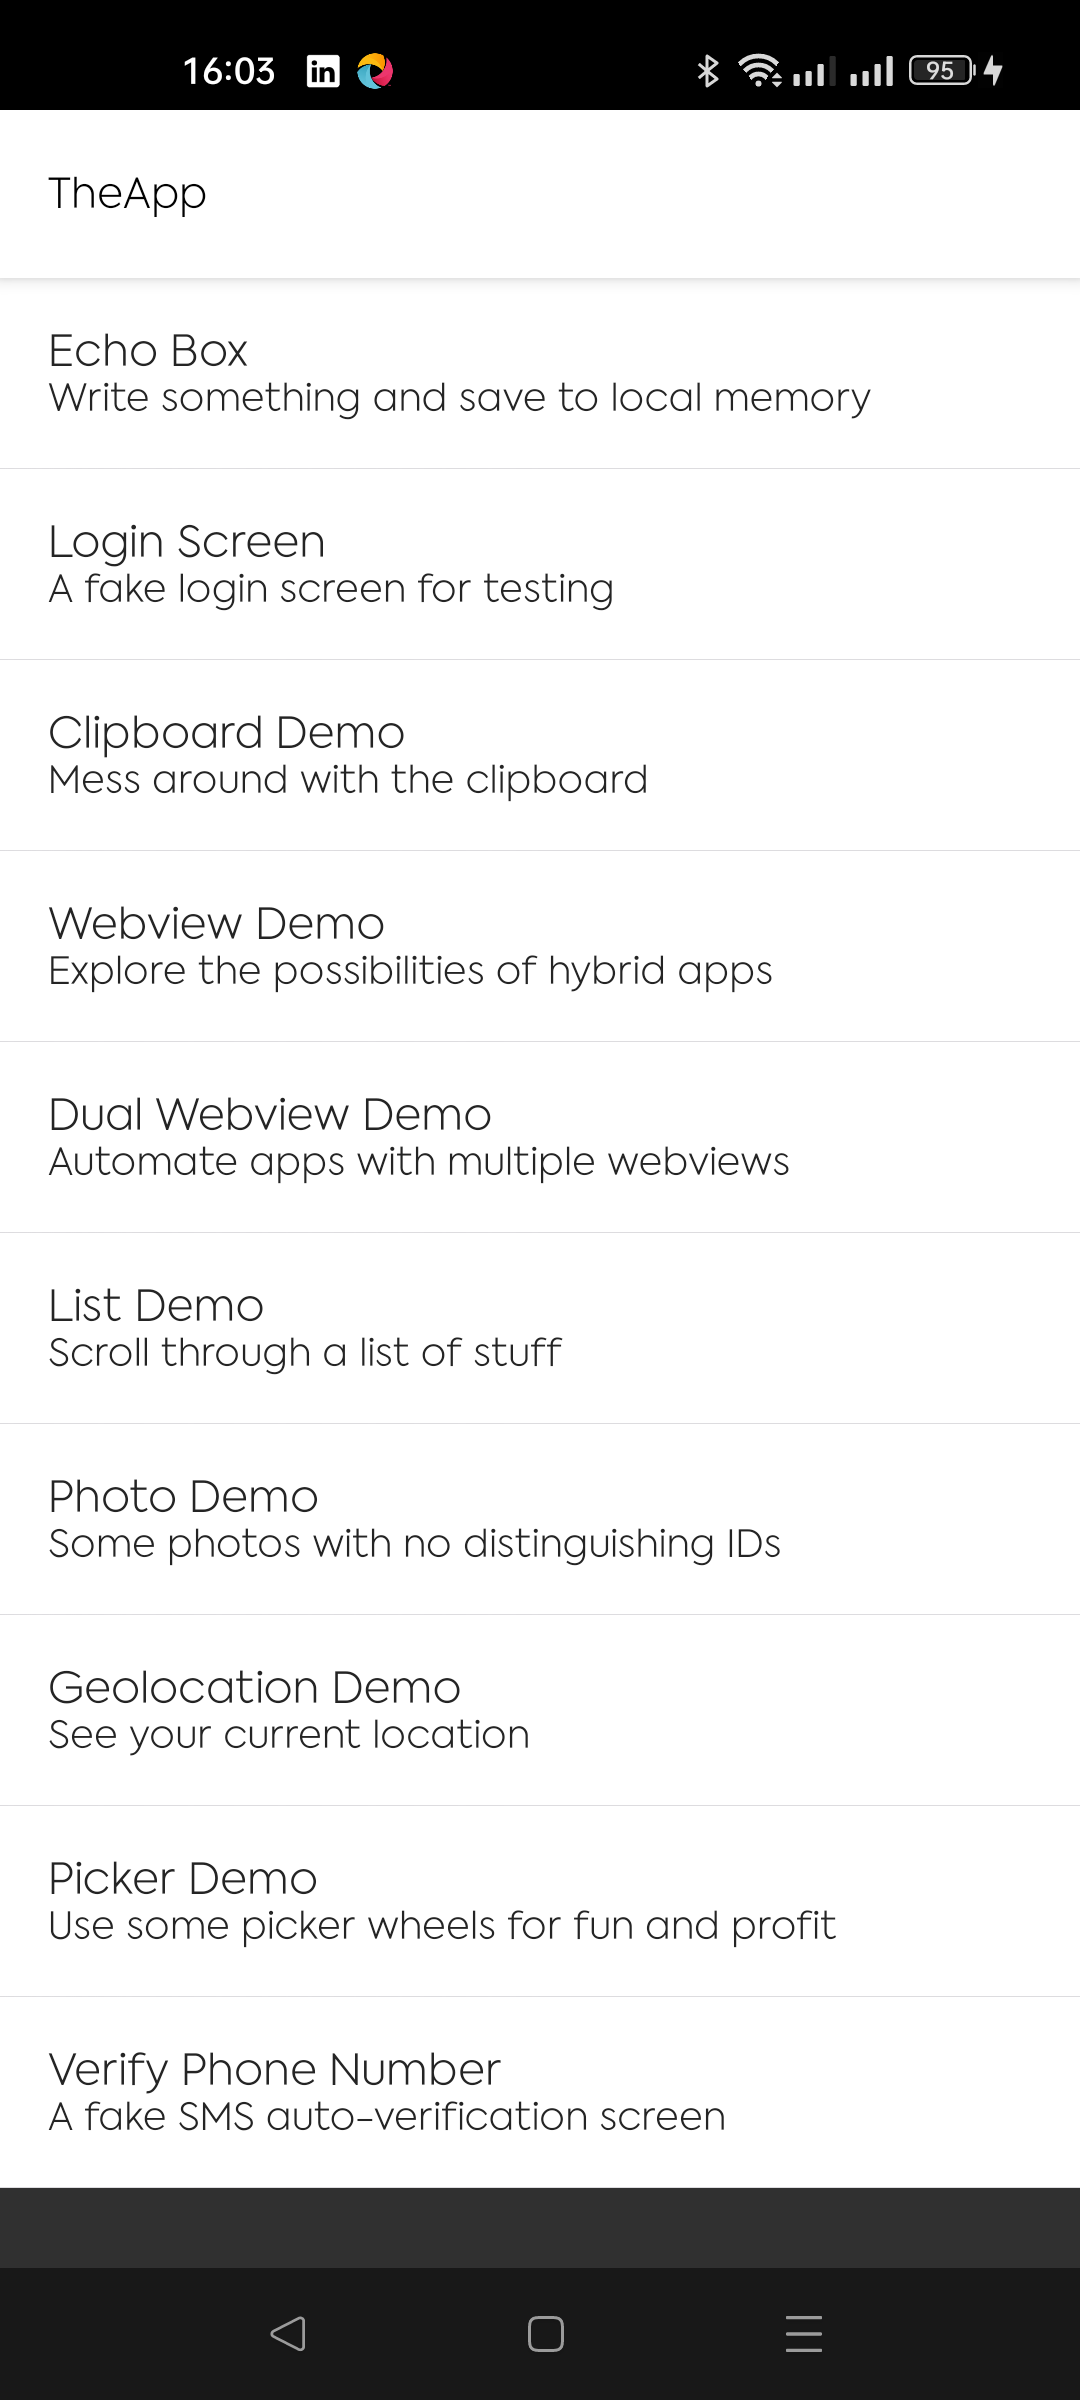 16:03 in 95
TheApp
Echo Box
Write something and save to local memory
Login Screen
A fake login screen for testing
Clipboard Demo
Mess around with the clipboard
Webview Demo
Explore the possibilities of hybrid apps
Dual Webview Demo
Automate apps with multiple webviews
List Demo
Scroll through a list of stuff
Photo Demo
Some photos with no distinguishing IDs
Geolocation Demo
See your current location
Picker Demo
Use some picker wheels for fun and profit
Verify Phone Number
A fake SMS auto-verification screen